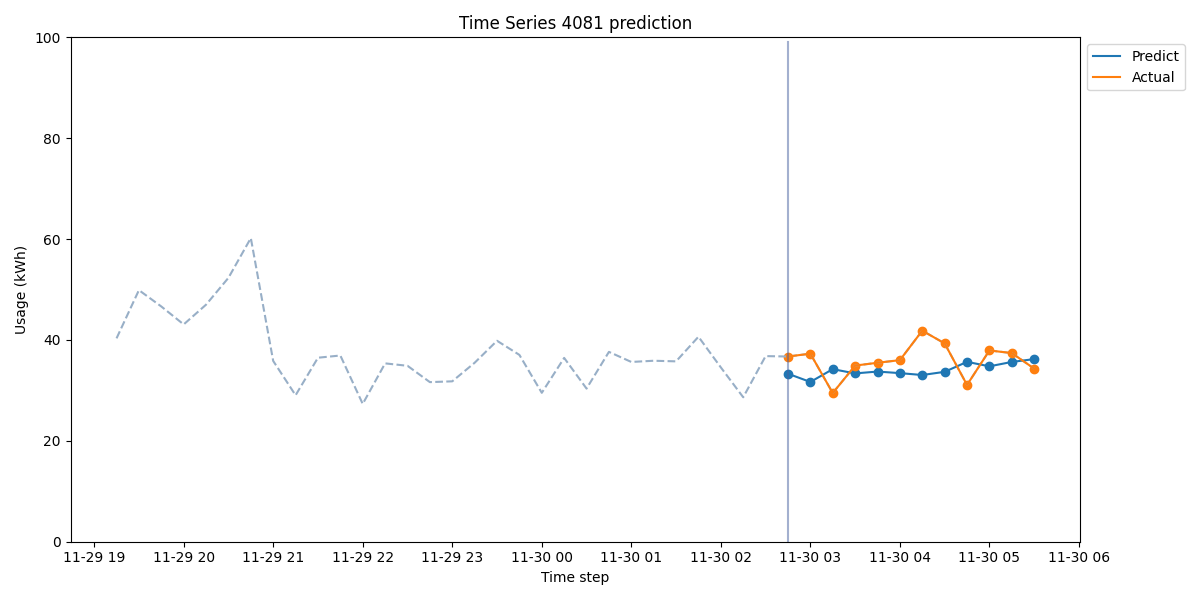 Time Series 4081 prediction
Usage (kWh)
100
80
60
40
20
0
11-29 19 11-29 20 11-29 21 11-29 22 11-29 23 11-30 00 11-30 01 11-30 02 11-30 03 11-30 04 11-30 05 11-30 06
Time step
Predict
Actual